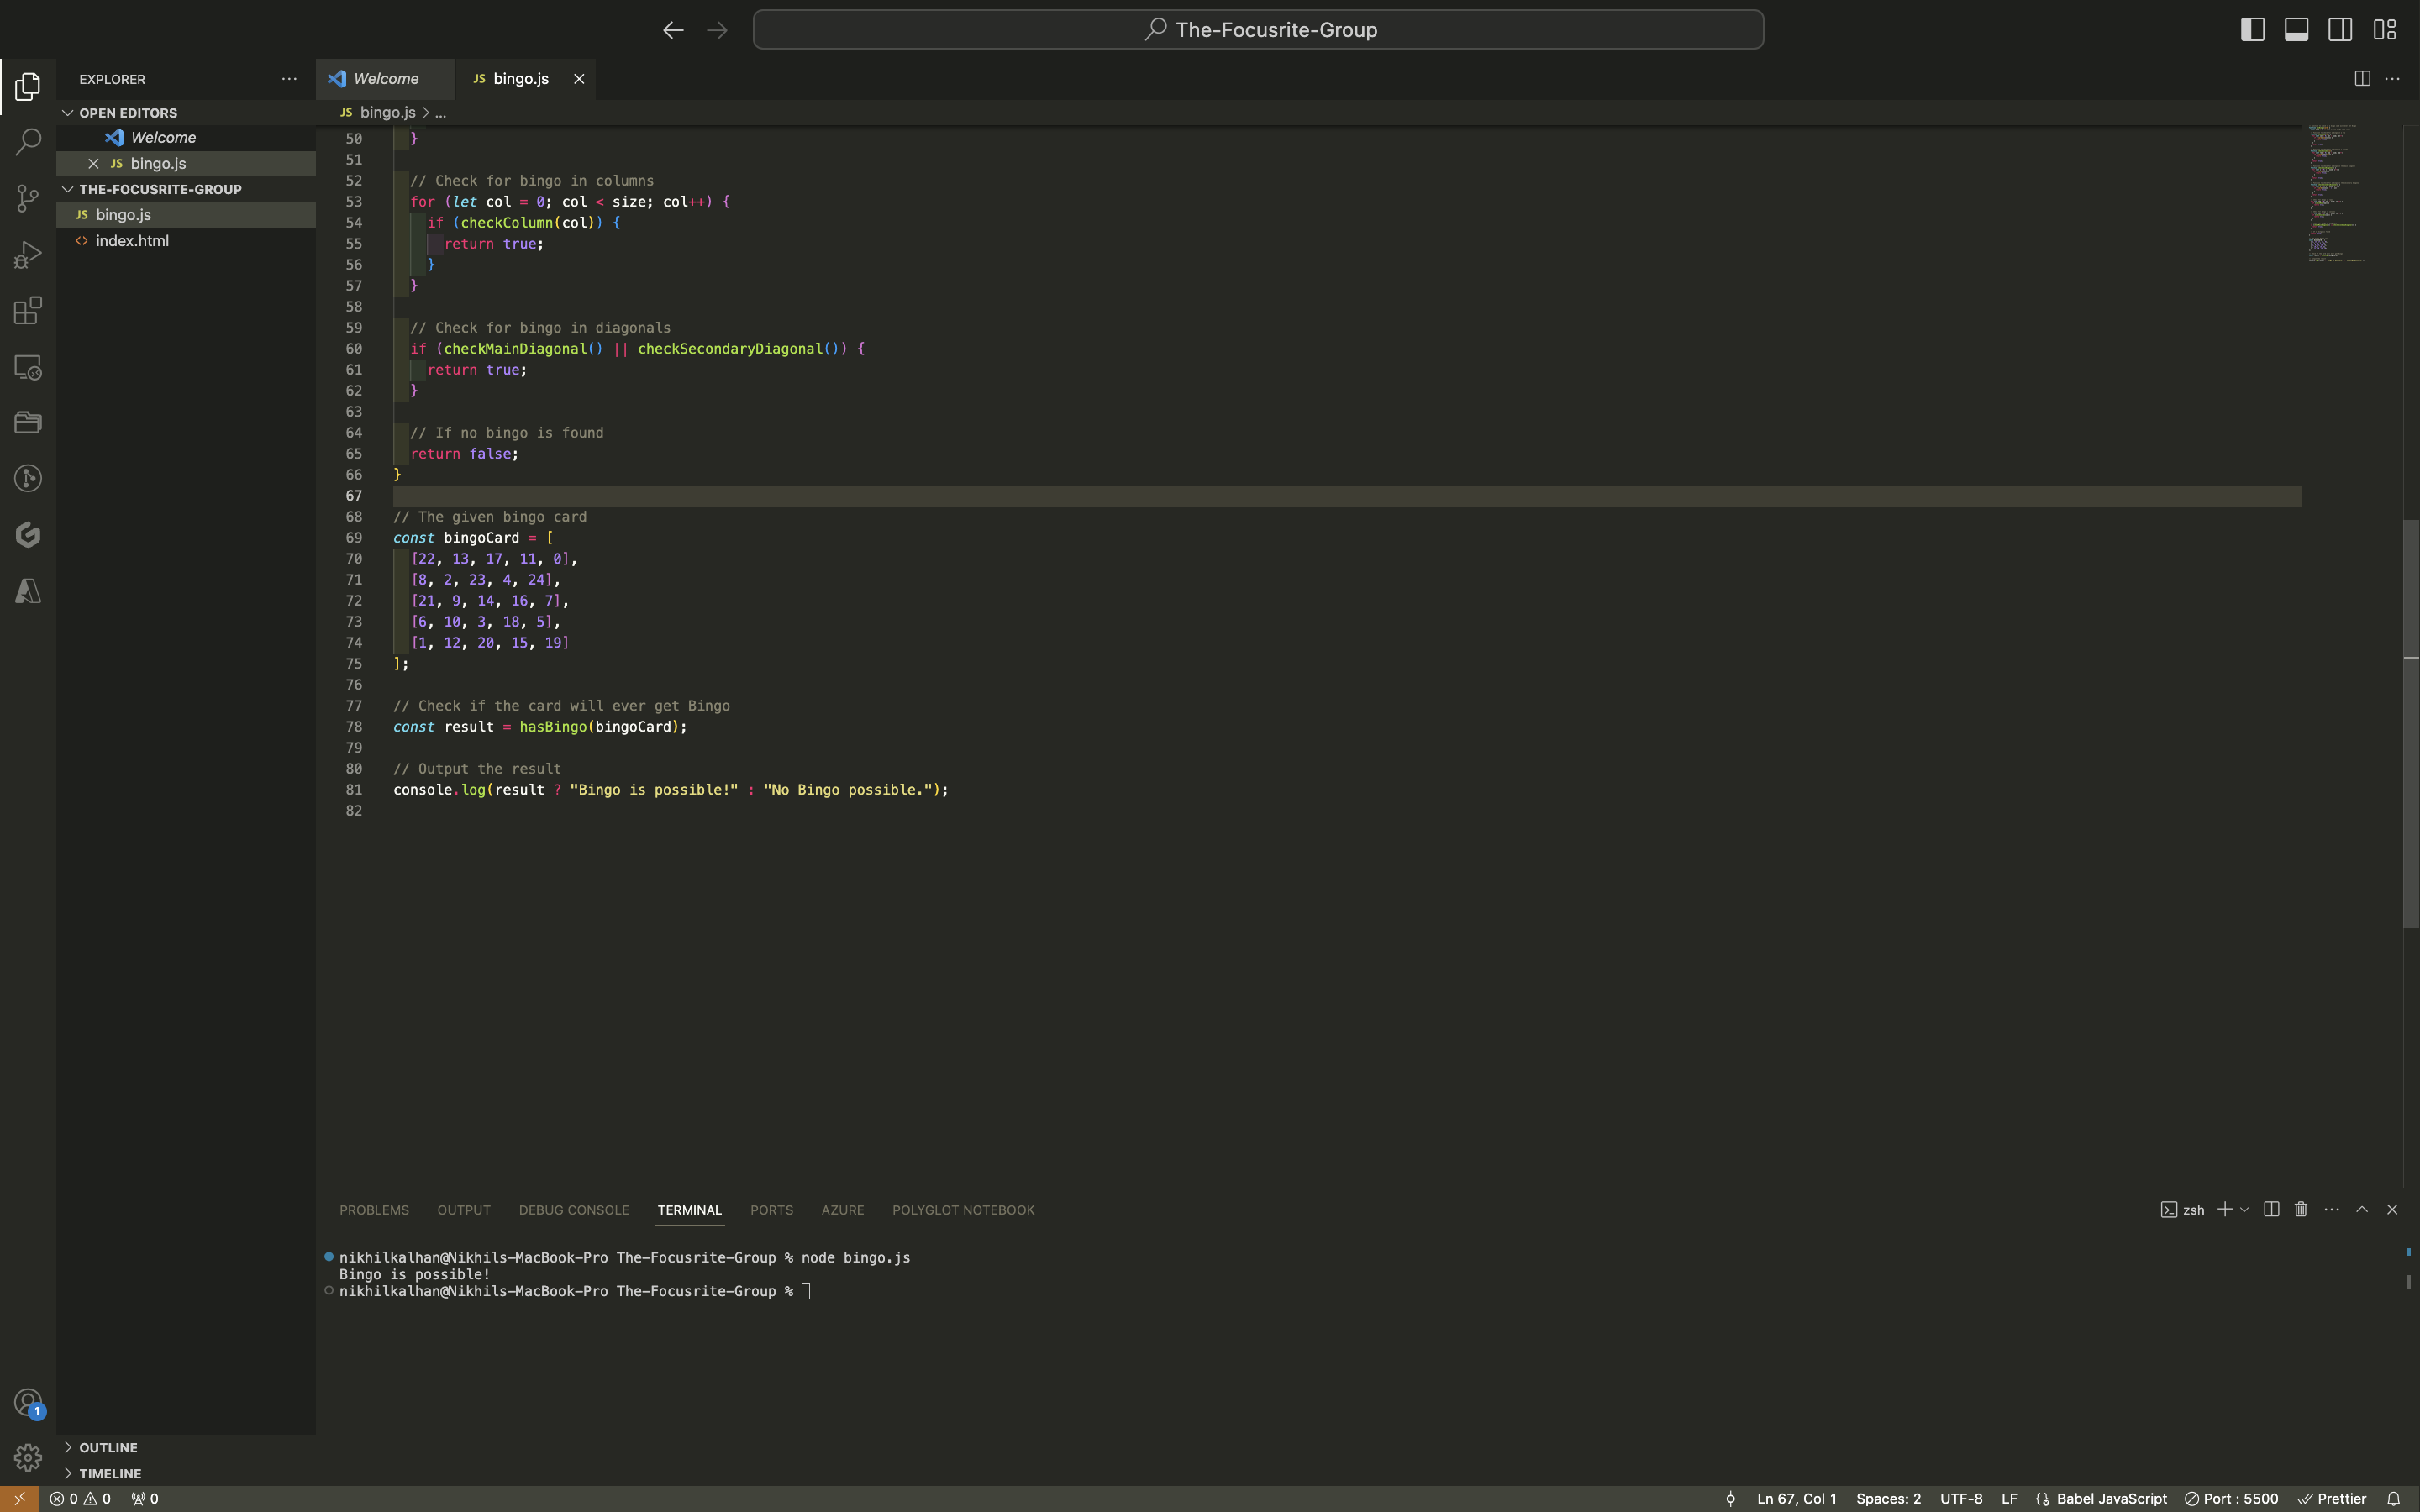 The-Focusrite-Group
EXPLORER
OPEN EDITORS
Welcome
JS bingo.js
THE-FOCUSRITE-GROUP
JS bingo.js
<> index.html
OUTLINE
TIMELINE
Welcome
JS bingo.js
JS bingo.js > ...
50 }
51
52 // Check for bingo in columns
53 for (let col = 0; col < size; col++) {
54 if (checkColumn(col)) {
55 return true;
56 }
57 }
58
59 // Check for bingo in diagonals
60 if (checkMainDiagonal() || checkSecondaryDiagonal()) {
61 return true;
62 }
63
64 // If no bingo is found
65 return false;
66 }
67
68 // The given bingo card
69 const bingoCard = [
70 [22, 13, 17, 11, 0],
71 [8, 2, 23, 4, 24],
72 [21, 9, 14, 16, 7],
73 [6, 10, 3, 18, 5],
74 [1, 12, 20, 15, 19]
75 ];
76
77 // Check if the card will ever get Bingo
78 const result = hasBingo(bingoCard);
79
80 // Output the result
81 console.log(result ? "Bingo is possible!" : "No Bingo possible.");
82
PROBLEMS OUTPUT DEBUG CONSOLE TERMINAL PORTS AZURE POLYGLOT NOTEBOOK
zsh
nikhilkalhan@Nikhils-MacBook-Pro The-Focusrite-Group % node bingo.js
Bingo is possible!
nikhilkalhan@Nikhils-MacBook-Pro The-Focusrite-Group %
1
0 0 0
Ln 67, Col 1 Spaces: 2 UTF-8 LF {} Babel JavaScript Port : 5500 Prettier